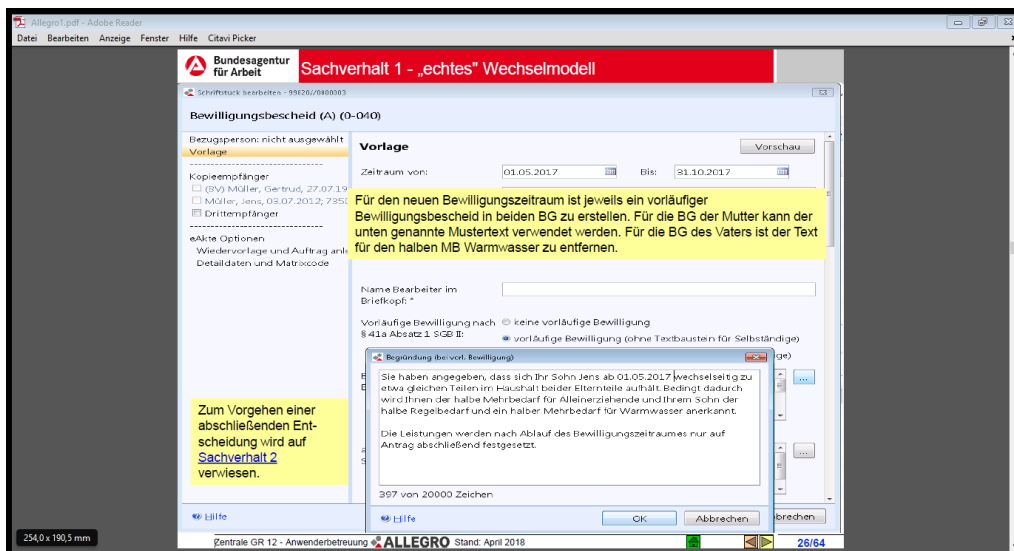 Allegro1.pdf - Adobe Reader
Datei Bearbeiten Anzeige Fenster Hilfe Citavi Picker
Bundesagentur
für Arbeit
Sachverhalt 1 - „echtes" Wechselmodell
Schriftstück bearbeiten - 99620//0400003
Bewilligungsbescheid (A) (0-040)
Bezugsperson: nicht ausgewählt
Vorlage
Kopieempfänger
(BV) Müller, Gertrud, 27.07.19
Müller, Jens, 03.07.2012; 735D
Drittempfänger
eAkte Optionen
Wiedervorlage und Auftrag anle
Detaildaten und Matrixcode
Vorlage
Vorschau
Zeitraum von: 01.05.2017 Bis: 31.10.2017
Für den neuen Bewilligungszeitraum ist jeweils ein vorläufiger
Bewilligungsbescheid in beiden BG zu erstellen. Für die BG der Mutter kann der
unten genannte Mustertext verwendet werden. Für die BG des Vaters ist der Text
für den halben MB Warmwasser zu entfernen.
Name Bearbeiter im
Briefkopf: *
Vorläufige Bewilligung nach
§ 41a Absatz 1 SGB II:
keine vorläufige Bewilligung
vorläufige Bewilligung (ohne Textbaustein für Selbständige)
ige)
Begründung (bei vorl. Bewilligung)
Sie haben angegeben, dass sich Ihr Sohn Jens ab 01.05.2017 wechselseitig zu
etwa gleichen Teilen im Haushalt beider Elternteile aufhält. Bedingt dadurch
wird Ihnen der halbe Mehrbedarf für Alleinerziehende und Ihrem Sohn der
halbe Regelbedarf und ein halber Mehrbedarf für Warmwasser anerkannt.
Die Leistungen werden nach Ablauf des Bewilligungszeitraumes nur auf
Antrag abschließend festgesetzt.
397 von 20000 Zeichen
Hilfe
OK
Abbrechen
...
...
Zum Vorgehen einer
abschließenden Ent-
scheidung wird auf
Sachverhalt 2
verwiesen.
Hilfe
brechen
254,0 x 190,5 mm
Zentrale GR 12 - Anwenderbetreuung ALLEGRO Stand: April 2018 26/64